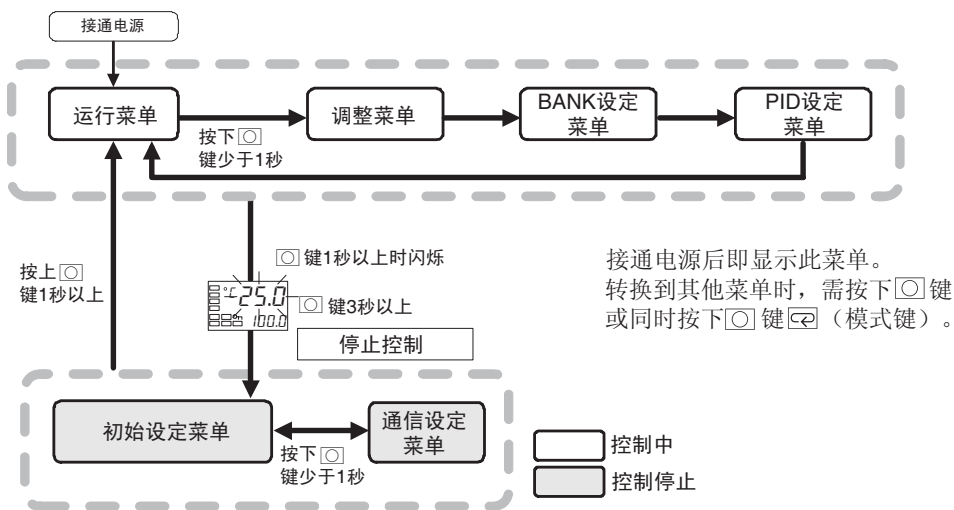 接通电源
运行菜单
调整菜单
BANK设定
菜单
PID设定
菜单
按下
键少于1秒
按上
键1秒以上
键1秒以上时闪烁
℃ 25.0
100.0
键3秒以上
停止控制
接通电源后即显示此菜单。
转换到其他菜单时，需按下键
或同时按下键（模式键）。
初始设定菜单
通信设定
菜单
按下
键少于1秒
控制中
控制停止